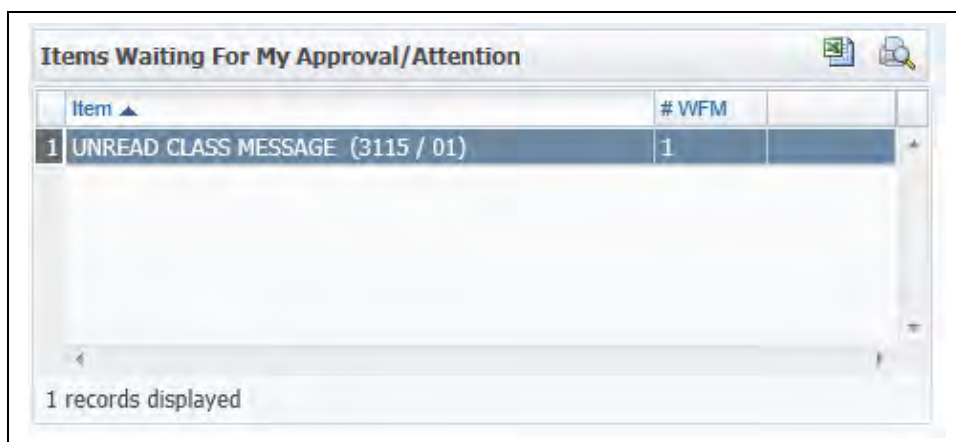 Items Waiting For My Approval/Attention
Item # WFM
1 UNREAD CLASS MESSAGE (3115 / 01) 1
1 records displayed